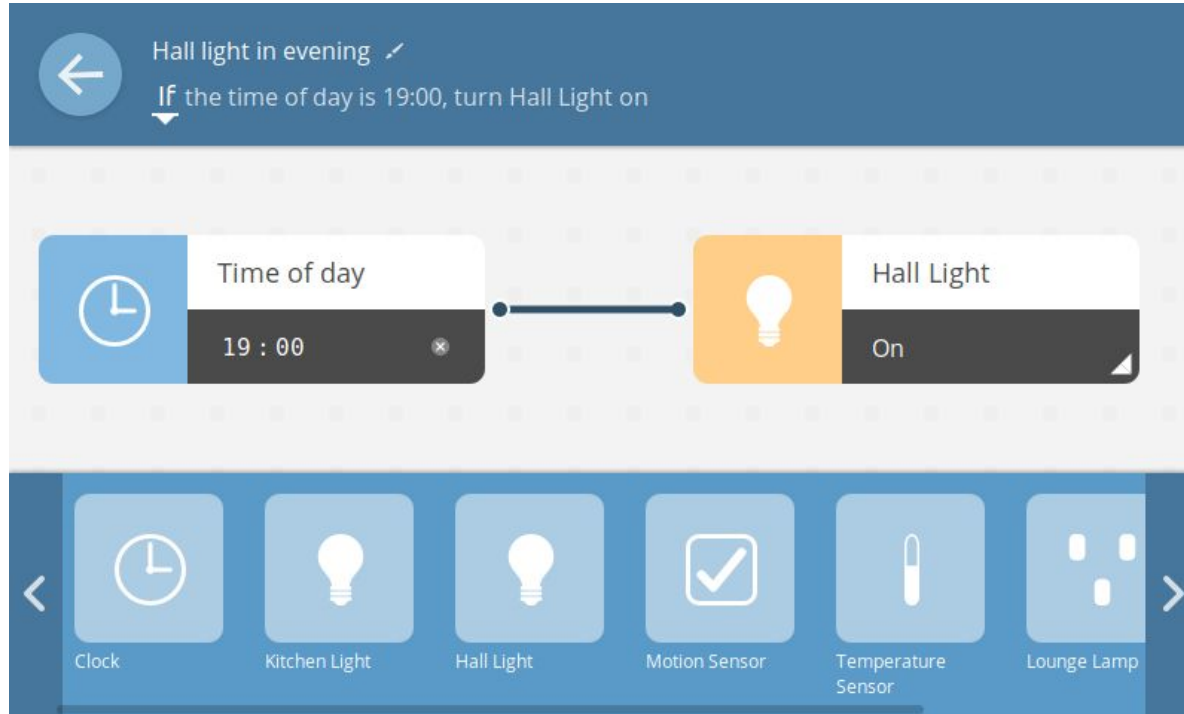 Hall light in evening
If the time of day is 19:00, turn Hall Light on
Time of day
19 : 00
Hall Light
On
Clock
Kitchen Light
Hall Light
Motion Sensor
Temperature
Sensor
Lounge Lamp